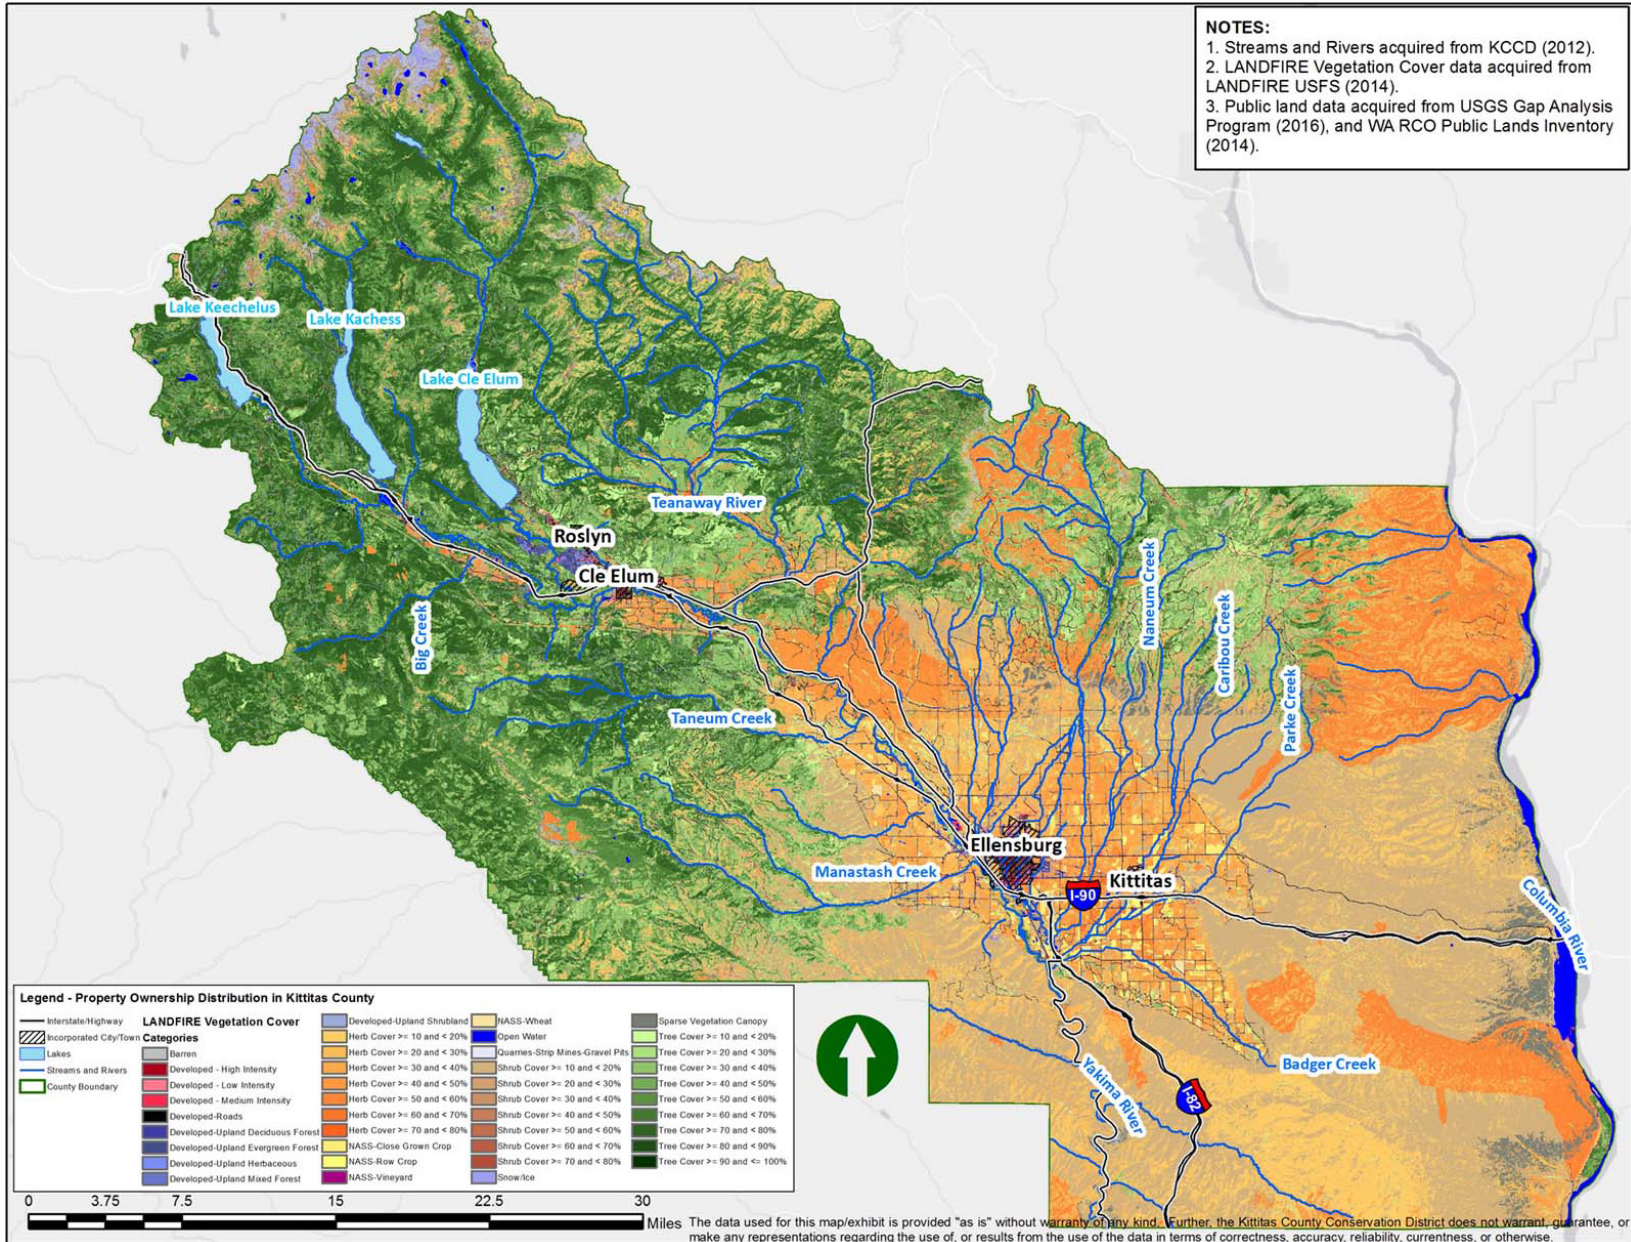 NOTES:
1. Streams and Rivers acquired from KCCD (2012).
2. LANDFIRE Vegetation Cover data acquired from
LANDFIRE USFS (2014).
3. Public land data acquired from USGS Gap Analysis
Program (2016), and WA RCO Public Lands Inventory
(2014).
Lake Keechelus
Lake Kachess
Lake Cle Elum
Teanaway River
Roslyn
Cle Elum
Big Creek
Naneum Creek
Caribou Creek
Parke Creek
Taneum Creek
Ellensburg
Manastash Creek
Kittitas
I-90
Columbia River
Badger Creek
Yakima River
I-82
Legend - Property Ownership Distribution in Kittitas County
Interstate/Highway
Incorporated City/Town
Lakes
Streams and Rivers
County Boundary
LANDFIRE Vegetation Cover
Categories
Barren
Developed - High Intensity
Developed - Low Intensity
Developed - Medium Intensity
Developed-Roads
Developed-Upland Deciduous Forest
Developed-Upland Evergreen Forest
Developed-Upland Herbaceous
Developed-Upland Mixed Forest
Developed-Upland Shrubland
Herb Cover >= 10 and < 20%
Herb Cover >= 20 and < 30%
Herb Cover >= 30 and < 40%
Herb Cover >= 40 and < 50%
Herb Cover >= 50 and < 60%
Herb Cover >= 60 and < 70%
Herb Cover >= 70 and < 80%
NASS-Close Grown Crop
NASS-Row Crop
NASS-Vineyard
NASS-Wheat
Open Water
Quarries-Strip Mines-Gravel Pits
Shrub Cover >= 10 and < 20%
Shrub Cover >= 20 and < 30%
Shrub Cover >= 30 and < 40%
Shrub Cover >= 40 and < 50%
Shrub Cover >= 50 and < 60%
Shrub Cover >= 60 and < 70%
Shrub Cover >= 70 and < 80%
Snow/Ice
Sparse Vegetation Canopy
Tree Cover >= 10 and < 20%
Tree Cover >= 20 and < 30%
Tree Cover >= 30 and < 40%
Tree Cover >= 40 and < 50%
Tree Cover >= 50 and < 60%
Tree Cover >= 60 and < 70%
Tree Cover >= 70 and < 80%
Tree Cover >= 80 and < 90%
Tree Cover >= 90 and <= 100%
0 3.75 7.5 15 22.5 30
Miles
The data used for this map/exhibit is provided "as is" without warranty of any kind. Further, the Kittitas County Conservation District does not warrant, guarantee, or
make any representations regarding the use of, or results from the use of the data in terms of correctness, accuracy, reliability, currentness, or otherwise.